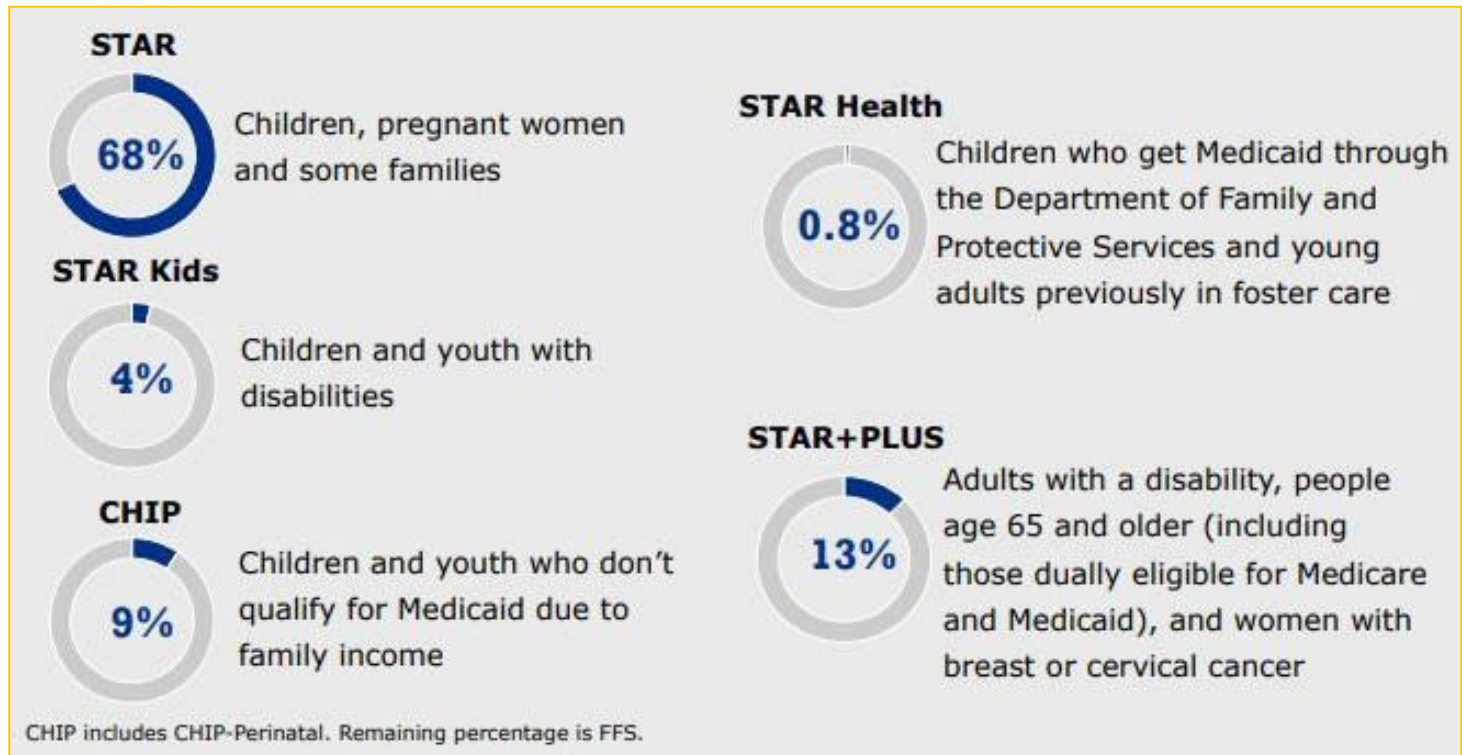 STAR
68%
Children, pregnant women
and some families
STAR Kids
4%
Children and youth with
disabilities
CHIP
9%
Children and youth who don’t
qualify for Medicaid due to
family income
STAR Health
0.8%
Children who get Medicaid through
the Department of Family and
Protective Services and young
adults previously in foster care
STAR+PLUS
13%
Adults with a disability, people
age 65 and older (including
those dually eligible for Medicare
and Medicaid), and women with
breast or cervical cancer
CHIP includes CHIP-Perinatal. Remaining percentage is FFS.